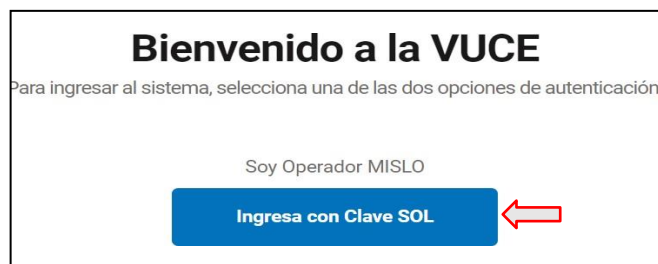 Bienvenido a la VUCE
Para ingresar al sistema, selecciona una de las dos opciones de autenticación
Soy Operador MISLO
Ingresa con Clave SOL